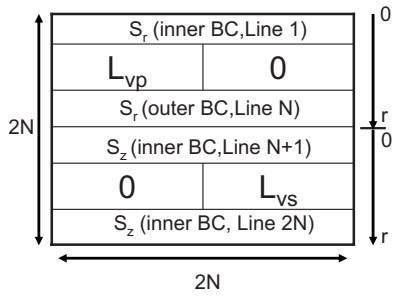 S_r (inner BC,Line 1)
0
L_vp 0
2N
S_r (outer BC,Line N)
r
0
S_z (inner BC,Line N+1)
0 L_vs
S_z (inner BC, Line 2N)
r
2N